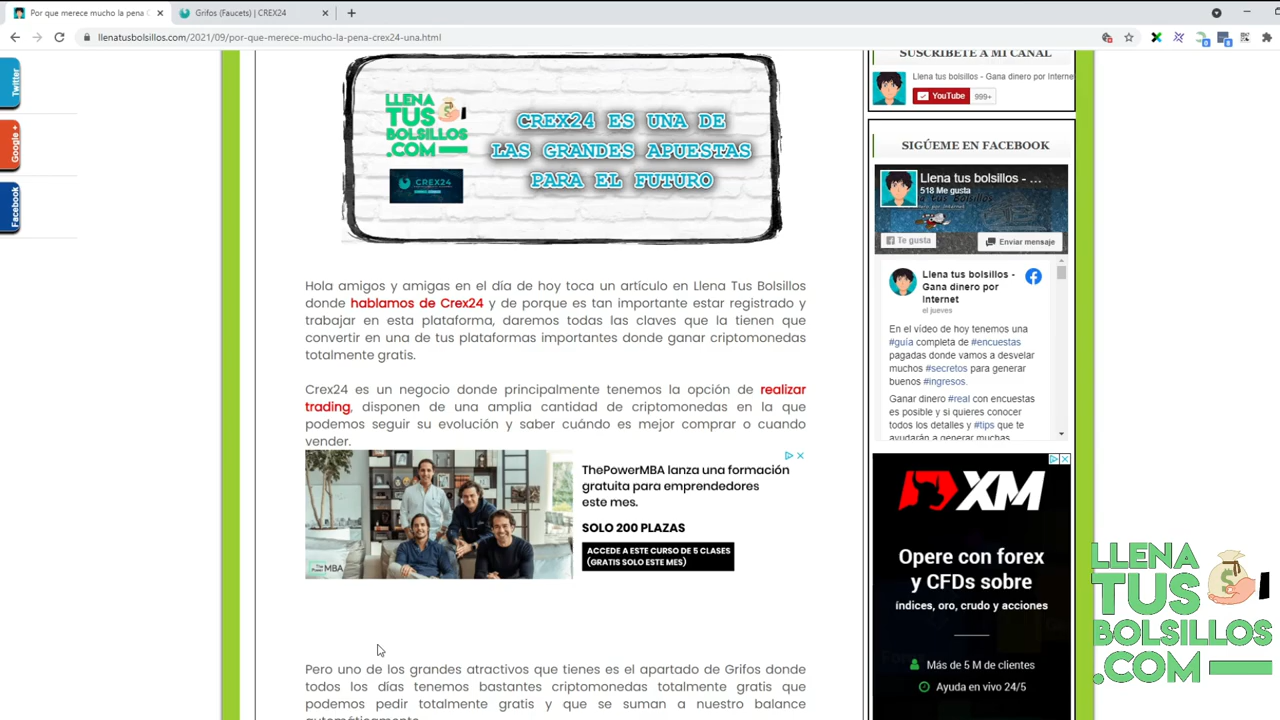 Por que merece mucho la pena C
Grifos (Faucets) | CREX24
llenatusbolsillos.com/2021/09/por-que-merece-mucho-la-pena-crex24-una.html
Twitter
Google +
Facebook
LLENA
TUS
BOLSILLOS
.COM
CREX24
CREX24 ES UNA DE
LAS GRANDES APUESTAS
PARA EL FUTURO
Hola amigos y amigas en el día de hoy toca un artículo en Llena Tus Bolsillos
donde hablamos de Crex24 y de porque es tan importante estar registrado y
trabajar en esta plataforma, daremos todas las claves que la tienen que
convertir en una de tus plataformas importantes donde ganar criptomonedas
totalmente gratis.
Crex24 es un negocio donde principalmente tenemos la opción de realizar
trading, disponen de una amplia cantidad de criptomonedas en la que
podemos seguir su evolución y saber cuándo es mejor comprar o cuando
vender.
ThePowerMBA lanza una formación
gratuita para emprendedores
este mes.
SOLO 200 PLAZAS
ACCEDE A ESTE CURSO DE 5 CLASES
(GRATIS SOLO ESTE MES)
Pero uno de los grandes atractivos que tienes es el apartado de Grifos donde
todos los días tenemos bastantes criptomonedas totalmente gratis que
podemos pedir totalmente gratis y que se suman a nuestro balance
automáticamente
SUSCRIBETE A MI CANAL
Llena tus bolsillos - Gana dinero por Interne
YouTube 999+
SIGÚEME EN FACEBOOK
Llena tus bolsillos - ...
518 Me gusta
Te gusta
Enviar mensaje
Llena tus bolsillos -
Gana dinero por
Internet
el jueves
En el vídeo de hoy tenemos una
#guía completa de #encuestas
pagadas donde vamos a desvelar
muchos #secretos para generar
buenos #ingresos.
Ganar dinero #real con encuestas
es posible y si quieres conocer
todos los detalles y #tips que te
ayudarán a generar muchas
XM
Opere con forex
y CFDs sobre
índices, oro, crudo y acciones
Más de 5 M de clientes
Ayuda en vivo 24/5
LLENA
TUS
BOLSILLOS
.COM